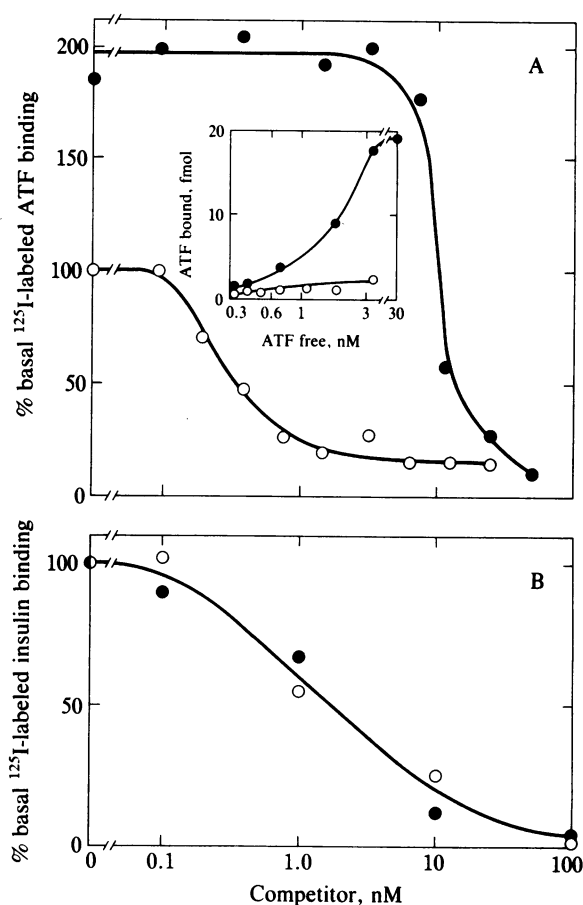 A
% basal ¹²⁵I-labeled ATF binding
200
150
100
50
0
ATF bound, fmol
20
10
0
0.3 0.6 1 3 30
ATF free, nM
B
% basal ¹²⁵I-labeled insulin binding
100
50
0
0 0.1 1.0 10 100
Competitor, nM